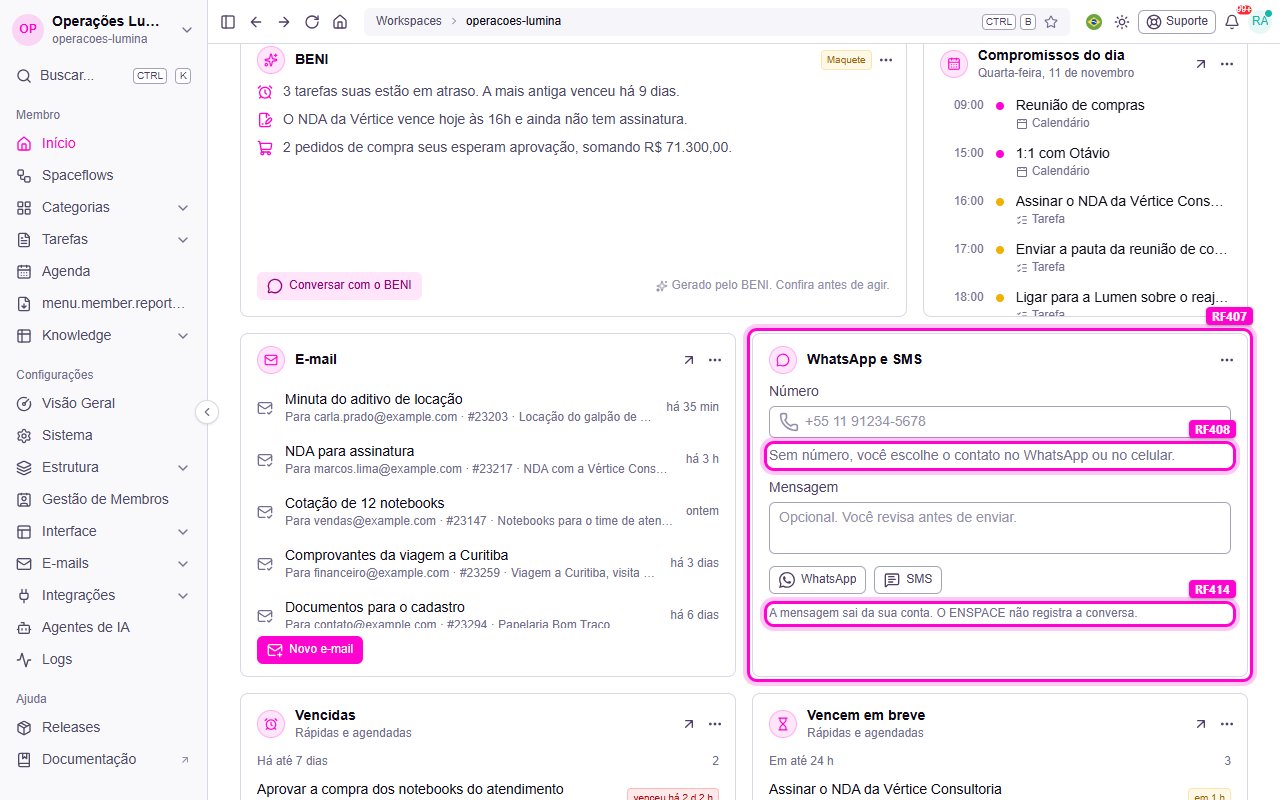 OP
Operações Lu...
operacoes-lumina
Buscar...
CTRL
K
Membro
Início
Spaceflows
Categorias
Tarefas
Agenda
menu.member.report...
Knowledge
Configurações
Visão Geral
Sistema
Estrutura
Gestão de Membros
Interface
E-mails
Integrações
Agentes de IA
Logs
Ajuda
Releases
Documentação
Workspaces
operacoes-lumina
CTRL
B
Suporte
99+
RA
BENI
Maquete
3 tarefas suas estão em atraso. A mais antiga venceu há 9 dias.
O NDA da Vértice vence hoje às 16h e ainda não tem assinatura.
2 pedidos de compra seus esperam aprovação, somando R$ 71.300,00.
Conversar com o BENI
Gerado pelo BENI. Confira antes de agir.
Compromissos do dia
Quarta-feira, 11 de novembro
09:00
Reunião de compras
Calendário
15:00
1:1 com Otávio
Calendário
16:00
Assinar o NDA da Vértice Cons...
Tarefa
17:00
Enviar a pauta da reunião de co...
Tarefa
18:00
Ligar para a Lumen sobre o reaj...
Tarefa
RF407
E-mail
Minuta do aditivo de locação
Para carla.prado@example.com · #23203 · Locação do galpão de ...
há 35 min
NDA para assinatura
Para marcos.lima@example.com · #23217 · NDA com a Vértice Cons...
há 3 h
Cotação de 12 notebooks
Para vendas@example.com · #23147 · Notebooks para o time de aten...
ontem
Comprovantes da viagem a Curitiba
Para financeiro@example.com · #23259 · Viagem a Curitiba, visita ...
há 3 dias
Documentos para o cadastro
Para contato@example.com · #23294 · Papelaria Bom Traço
há 6 dias
Novo e-mail
WhatsApp e SMS
Número
+55 11 91234-5678
RF408
Sem número, você escolhe o contato no WhatsApp ou no celular.
Mensagem
Opcional. Você revisa antes de enviar.
WhatsApp
SMS
RF414
A mensagem sai da sua conta. O ENSPACE não registra a conversa.
Vencidas
Rápidas e agendadas
Há até 7 dias
2
Aprovar a compra dos notebooks do atendimento
venceu há 2 d 2 h
Vencem em breve
Rápidas e agendadas
Em até 24 h
3
Assinar o NDA da Vértice Consultoria
em 1 h